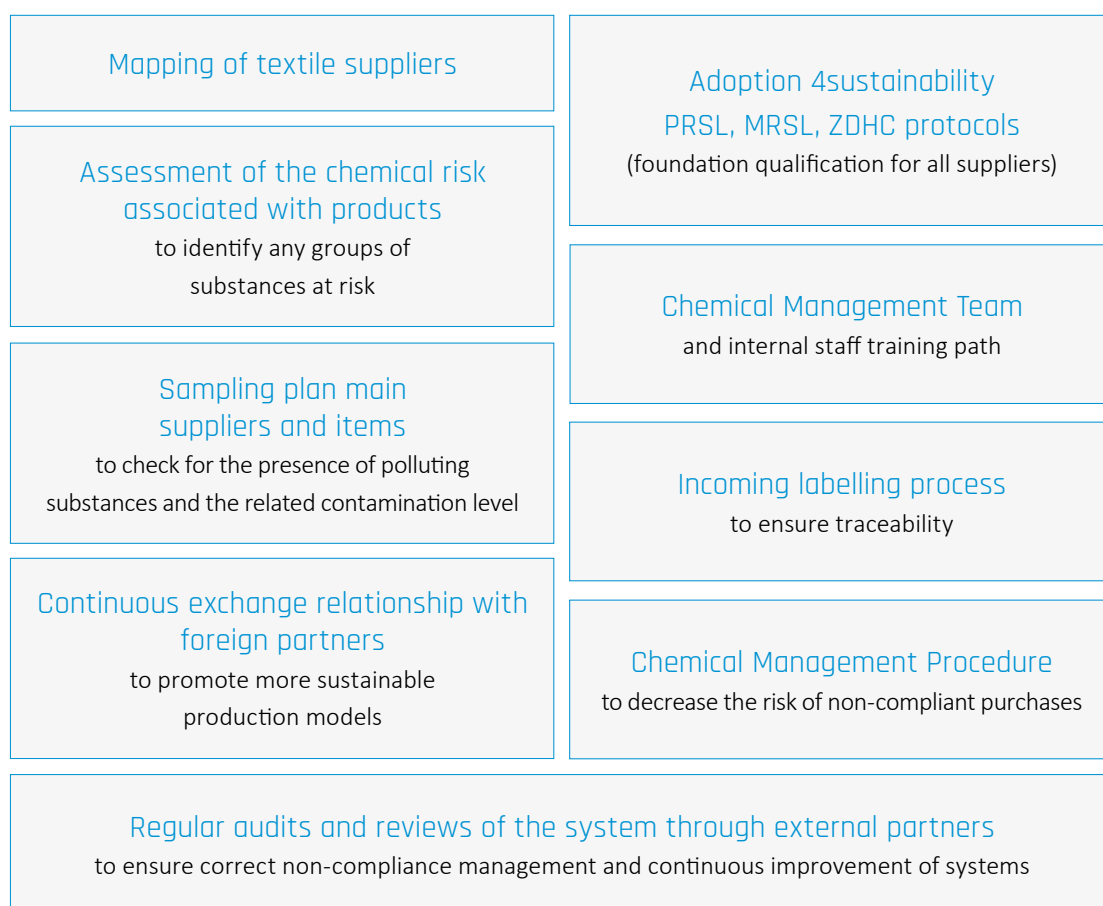 Mapping of textile suppliers
Assessment of the chemical risk
associated with products
to identify any groups of
substances at risk
Sampling plan main
suppliers and items
to check for the presence of polluting
substances and the related contamination level
Continuous exchange relationship with
foreign partners
to promote more sustainable
production models
Adoption 4sustainability
PRSL, MRSL, ZDHC protocols
(foundation qualification for all suppliers)
Chemical Management Team
and internal staff training path
Incoming labelling process
to ensure traceability
Chemical Management Procedure
to decrease the risk of non-compliant purchases
Regular audits and reviews of the system through external partners
to ensure correct non-compliance management and continuous improvement of systems